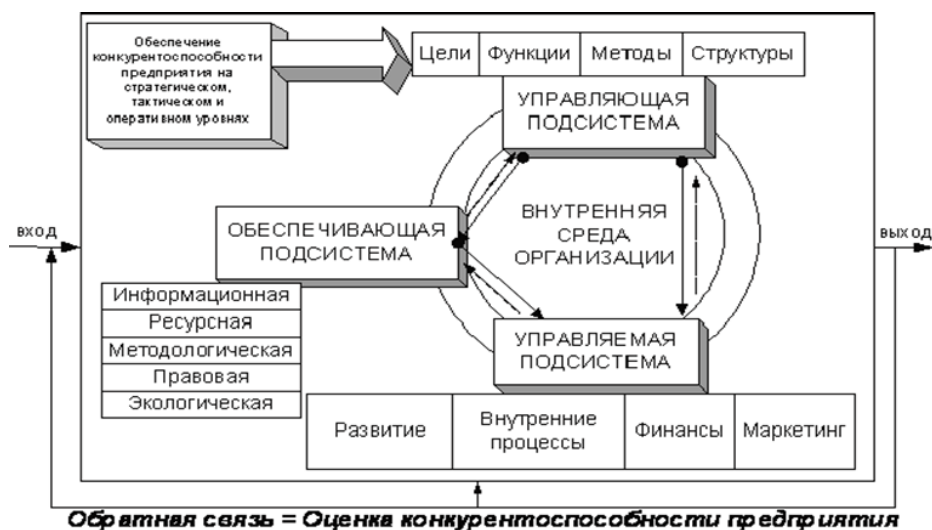 Обеспечение
конкурентоспособности
предприятия на
стратегическом,
тактическом и
оперативном уровнях
Цели Функции Методы Структуры
УПРАВЛЯЮЩАЯ
ПОДСИСТЕМА
ВХОД
ОБЕСПЕЧИВАЮЩАЯ
ПОДСИСТЕМА
ВНУТРЕННЯЯ
СРЕДА
ОРГАНИЗАЦИИ
ВЫХОД
Информационная
Ресурсная
Методологическая
Правовая
Экологическая
УПРАВЛЯЕМАЯ
ПОДСИСТЕМА
Развитие
Внутренние
процессы
Финансы
Маркетинг
Обратная связь = Оценка конкурентоспособности предприятия